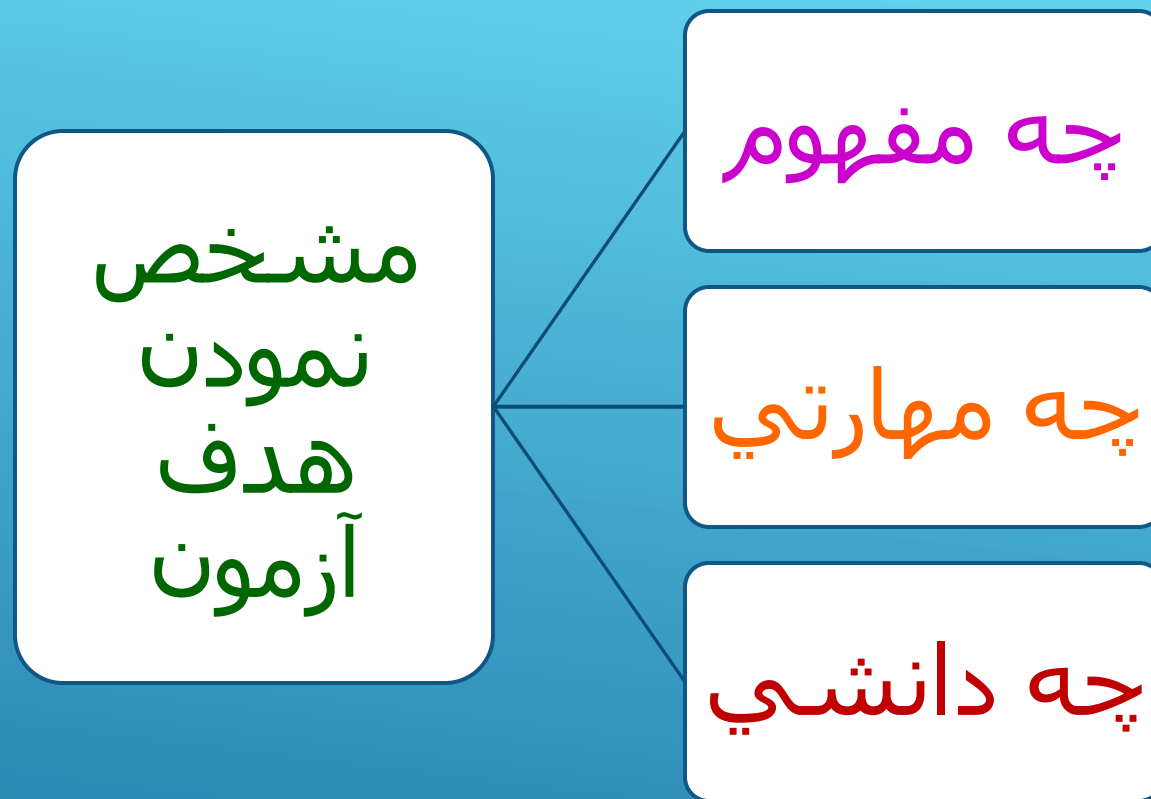 مشخص
نمودن
هدف
آزمون
چه مفهوم
چه مهارتي
چه دانشي